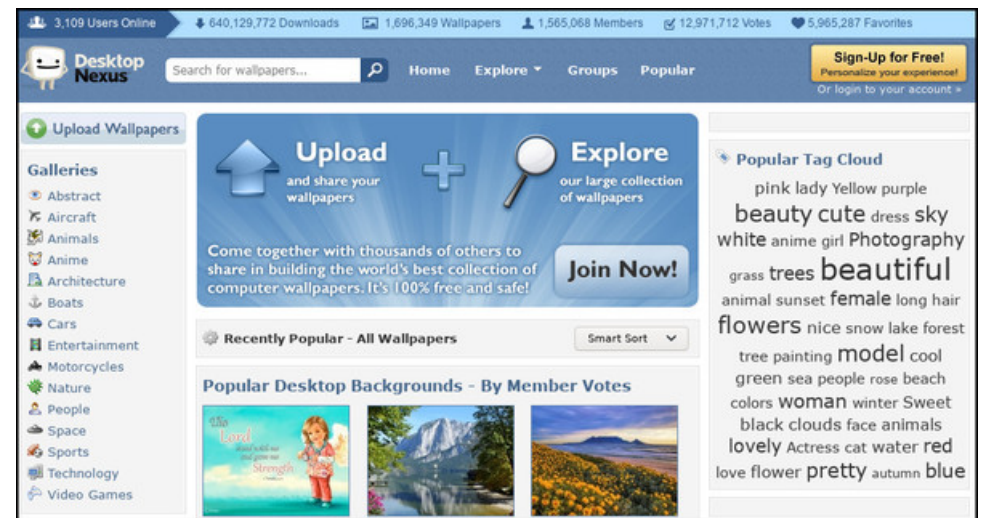 3,109 Users Online
640,129,772 Downloads
1,696,349 Wallpapers
1,565,068 Members
12,971,712 Votes
5,965,287 Favorites
Desktop
Nexus
Search for wallpapers...
Home
Explore
Groups
Popular
Sign-Up for Free!
Personalize your experience!
Or login to your account »
Upload Wallpapers
Galleries
Abstract
Aircraft
Animals
Anime
Architecture
Boats
Cars
Entertainment
Motorcycles
Nature
People
Space
Sports
Technology
Video Games
Upload
and share your
wallpapers
Explore
our large collection
of wallpapers
Come together with thousands of others to
share in building the world's best collection of
computer wallpapers. It's 100% free and safe!
Join Now!
Recently Popular - All Wallpapers
Smart Sort
Popular Desktop Backgrounds - By Member Votes
The
Lord
Strength
Popular Tag Cloud
pink lady Yellow purple
beauty cute dress sky
white anime girl Photography
grass trees beautiful
animal sunset female long hair
flowers nice snow lake forest
tree painting model cool
green sea people rose beach
colors woman winter Sweet
black clouds face animals
lovely Actress cat water red
love flower pretty autumn blue